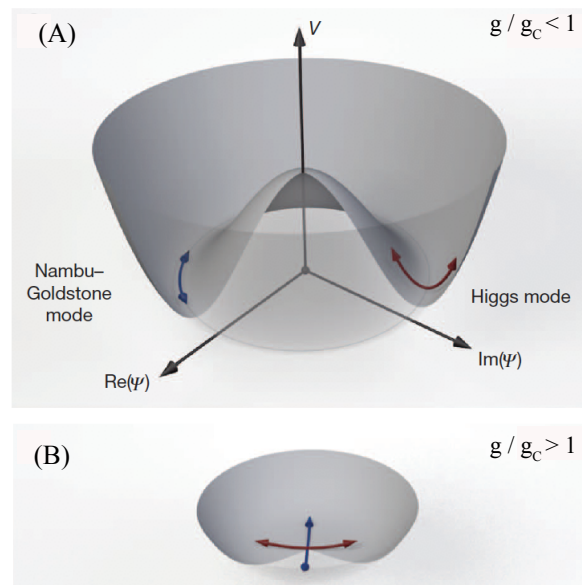 (A)
V
g / g_C < 1
Nambu–
Goldstone
mode
Higgs mode
Re(Ψ)
Im(Ψ)
(B)
g / g_C > 1